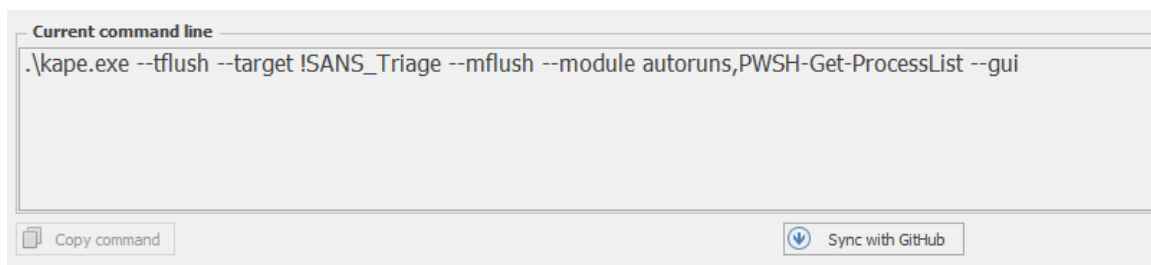 Current command line
.\kape.exe --tflush --target !SANS_Triage --mflush --module autoruns,PWSH-Get-ProcessList --gui
Copy command
Sync with GitHub